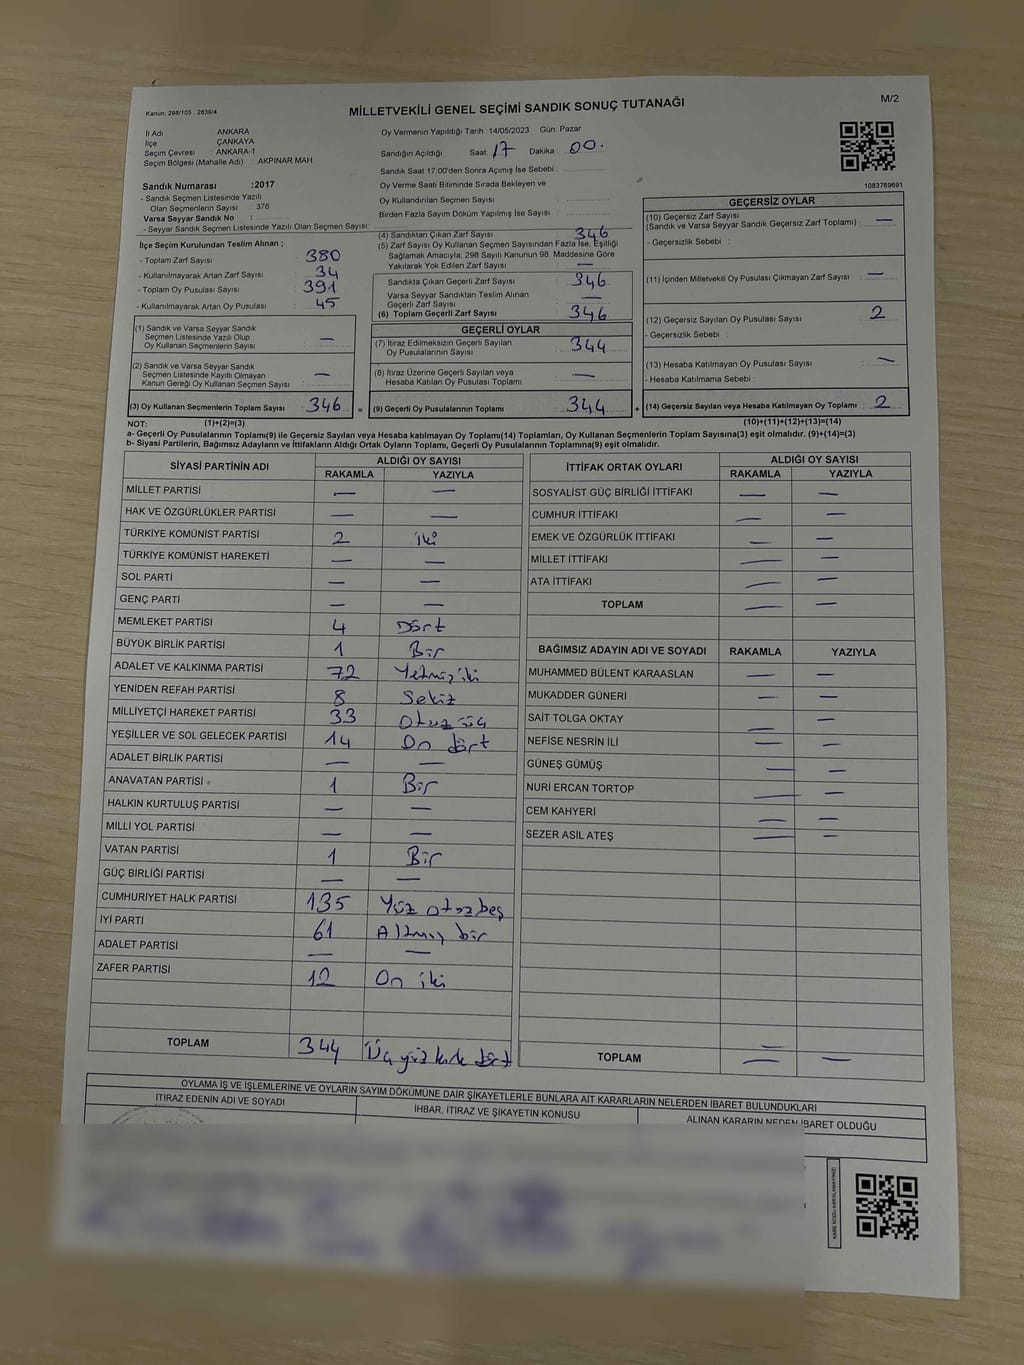 Kanun; 298/105 , 2839/4
MİLLETVEKİLİ GENEL SEÇİMİ SANDIK SONUÇ TUTANAĞI
M/2
İl Adı ANKARA
İlçe ÇANKAYA
Seçim Çevresi ANKARA-1
Seçim Bölgesi (Mahalle Adı) : AKPINAR MAH.
Oy Vermenin Yapıldığı Tarih : 14/05/2023 Gün: Pazar
Sandığın Açıldığı Saat: 17 Dakika : 00.
Sandık Saat 17:00'den Sonra Açımış İse Sebebi :
Oy Verme Saati Bitiminde Sırada Bekleyen ve
Oy Kullandırılan Seçmen Sayısı :
Birden Fazla Sayım Döküm Yapılmış İse Sayısı :
1083769691
Sandık Numarası :2017
- Sandık Seçmen Listesinde Yazılı
Olan Seçmenlerin Sayısı : 376
Varsa Seyyar Sandık No :
- Seyyar Sandık Seçmen Listesinde Yazılı Olan Seçmen Sayısı:
İlçe Seçim Kurulundan Teslim Alınan ;
- Toplam Zarf Sayısı : 380
- Kullanılmayarak Artan Zarf Sayısı : 34
- Toplam Oy Pusulası Sayısı : 391
- Kullanılmayarak Artan Oy Pusulası : 45
(1) Sandık ve Varsa Seyyar Sandık
Seçmen Listesinde Yazılı Olup
Oy Kullanan Seçmenlerin Sayısı : —
(2) Sandık ve Varsa Seyyar Sandık
Seçmen Listesinde Kayıtlı Olmayan
Kanun Gereği Oy Kullanan Seçmen Sayısı : —
(3) Oy Kullanan Seçmenlerin Toplam Sayısı 346 =
(4) Sandıktan Çıkan Zarf Sayısı : 346
(5) Zarf Sayısı Oy Kullanan Seçmen Sayısından Fazla İse, Eşitliği
Sağlamak Amacıyla; 298 Sayılı Kanunun 98. Maddesine Göre
Yakılarak Yok Edilen Zarf Sayısı : —
Sandıkta Çıkan Geçerli Zarf Sayısı : 346
Varsa Seyyar Sandıktan Teslim Alınan
Geçerli Zarf Sayısı : —
(6) Toplam Geçerli Zarf Sayısı : 346
GEÇERLİ OYLAR
(7) İtiraz Edilmeksizin Geçerli Sayılan
Oy Pusulalarının Sayısı : 344
(8) İtiraz Üzerine Geçerli Sayılan veya
Hesaba Katılan Oy Pusulası Toplamı : —
(9) Geçerli Oy Pusulalarının Toplamı : 344 +
GEÇERSİZ OYLAR
(10) Geçersiz Zarf Sayısı
(Sandık ve Varsa Seyyar Sandık Geçersiz Zarf Toplamı) : —
- Geçersizlik Sebebi :
(11) İçinden Milletvekili Oy Pusulası Çıkmayan Zarf Sayısı : —
(12) Geçersiz Sayılan Oy Pusulası Sayısı : 2
- Geçersizlik Sebebi :
(13) Hesaba Katılmayan Oy Pusulası Sayısı : —
- Hesaba Katılmama Sebebi :
(14) Geçersiz Sayılan veya Hesaba Katılmayan Oy Toplamı : 2
NOT: (1)+(2)=(3) (10)+(11)+(12)+(13)=(14)
a- Geçerli Oy Pusulalarının Toplamı(9) ile Geçersiz Sayılan veya Hesaba katılmayan Oy Toplamı(14) Toplamları, Oy Kullanan Seçmenlerin Toplam Sayısına(3) eşit olmalıdır. (9)+(14)=(3)
b- Siyasi Partilerin, Bağımsız Adayların ve İttifakların Aldığı Ortak Oyların Toplamı, Geçerli Oy Pusulalarının Toplamına(9) eşit olmalıdır.
SİYASİ PARTİNİN ADI ALDIĞI OY SAYISI
RAKAMLA YAZIYLA
MİLLET PARTİSİ — —
HAK VE ÖZGÜRLÜKLER PARTİSİ — —
TÜRKİYE KOMÜNİST PARTİSİ 2 iki
TÜRKİYE KOMÜNİST HAREKETİ — —
SOL PARTİ — —
GENÇ PARTİ — —
MEMLEKET PARTİSİ 4 Dört
BÜYÜK BİRLİK PARTİSİ 1 Bir
ADALET VE KALKINMA PARTİSİ 72 Yetmiş iki
YENİDEN REFAH PARTİSİ 8 Sekiz
MİLLİYETÇİ HAREKET PARTİSİ 33 Otuz üç
YEŞİLLER VE SOL GELECEK PARTİSİ 14 On dört
ADALET BİRLİK PARTİSİ — —
ANAVATAN PARTİSİ 1 Bir
HALKIN KURTULUŞ PARTİSİ — —
MİLLİ YOL PARTİSİ — —
VATAN PARTİSİ 1 Bir
GÜÇ BİRLİĞİ PARTİSİ — —
CUMHURİYET HALK PARTİSİ 135 Yüz otuz beş
İYİ PARTİ 61 Altmış bir
ADALET PARTİSİ — —
ZAFER PARTİSİ 12 On iki
TOPLAM 344 Üç yüz kırk dört
İTTİFAK ORTAK OYLARI ALDIĞI OY SAYISI
RAKAMLA YAZIYLA
SOSYALİST GÜÇ BİRLİĞİ İTTİFAKI — —
CUMHUR İTTİFAKI — —
EMEK VE ÖZGÜRLÜK İTTİFAKI — —
MİLLET İTTİFAKI — —
ATA İTTİFAKI — —
TOPLAM — —
BAĞIMSIZ ADAYIN ADI VE SOYADI RAKAMLA YAZIYLA
MUHAMMED BÜLENT KARAASLAN — —
MUKADDER GÜNERİ — —
SAİT TOLGA OKTAY — —
NEFİSE NESRİN İLİ — —
GÜNEŞ GÜMÜŞ — —
NURİ ERCAN TORTOP — —
CEM KAHYERİ — —
SEZER ASİL ATEŞ — —
TOPLAM — —
OYLAMA İŞ VE İŞLEMLERİNE VE OYLARIN SAYIM DÖKÜMÜNE DAİR ŞİKAYETLERLE BUNLARA AİT KARARLARIN NELERDEN İBARET BULUNDUKLARI
İTİRAZ EDENİN ADI VE SOYADI İHBAR, İTİRAZ VE ŞİKAYETİN KONUSU ALINAN KARARIN NEDEN İBARET OLDUĞU
KARE KODU KARALAMAYINIZ!